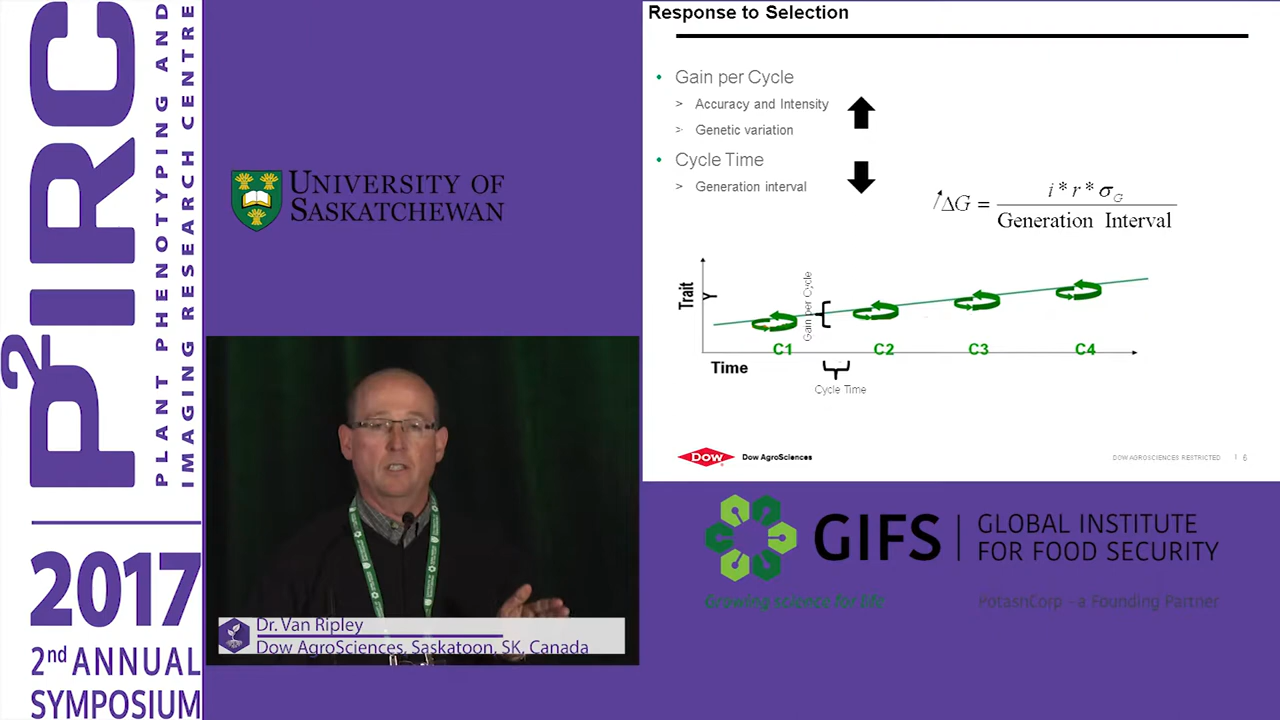 P²IRC
PLANT PHENOTYPING AND
IMAGING RESEARCH CENTRE
2017
2nd ANNUAL
SYMPOSIUM
UNIVERSITY OF
SASKATCHEWAN
Dr. Van Ripley
Dow AgroSciences, Saskatoon, SK, Canada
Response to Selection
• Gain per Cycle
> Accuracy and Intensity
> Genetic variation
• Cycle Time
> Generation interval
ΔG = i * r * σG
Generation Interval
Trait
Y
Gain per Cycle
C1 C2 C3 C4
Time
Cycle Time
DOW
Dow AgroSciences
DOW AGROSCIENCES RESTRICTED | 6
GIFS | GLOBAL INSTITUTE
FOR FOOD SECURITY
Growing science for life
PotashCorp - a Founding Partner